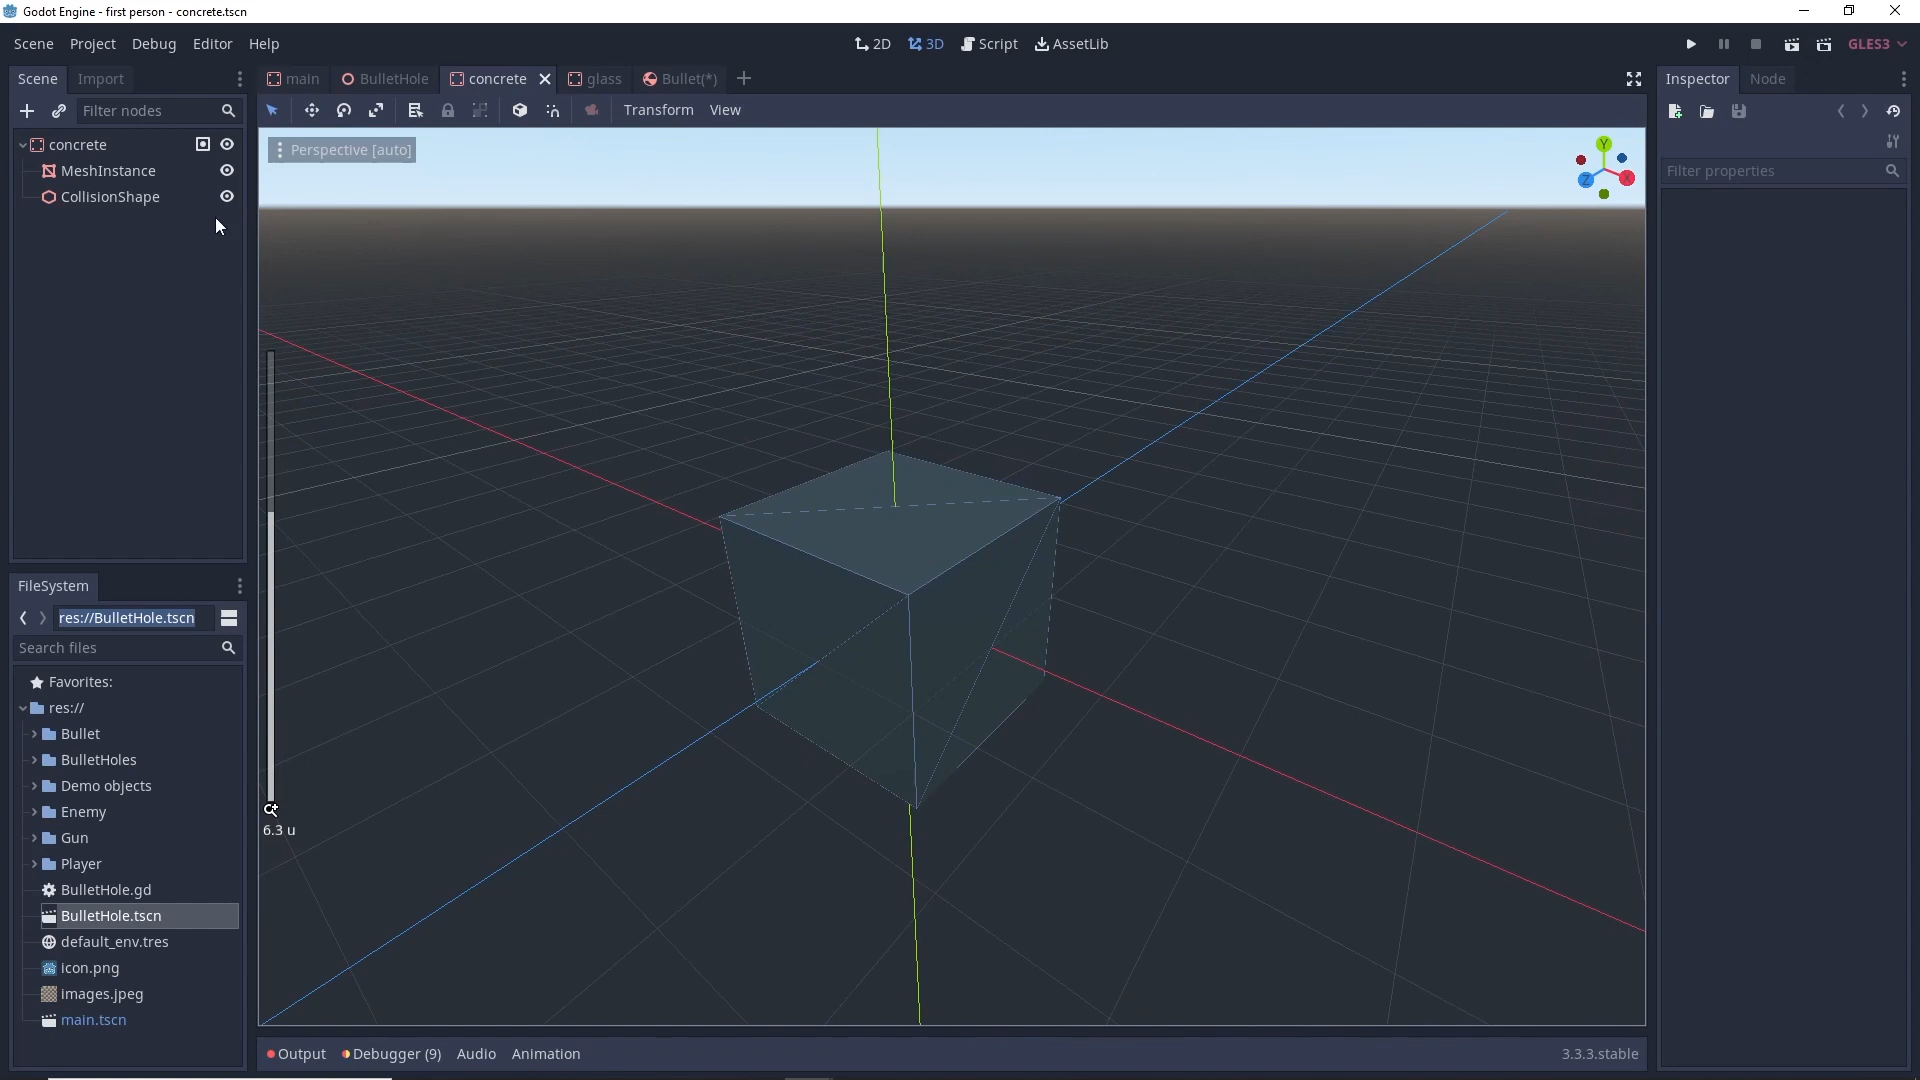 Godot Engine - first person - concrete.tscn
Scene Project Debug Editor Help
2D 3D Script AssetLib
GLES3
Scene Import
main BulletHole concrete glass Bullet(*)
Inspector Node
Filter nodes
Transform View
concrete
MeshInstance
CollisionShape
Perspective [auto]
Y
Z
X
Filter properties
6.3 u
FileSystem
res://BulletHole.tscn
Search files
Favorites:
res://
Bullet
BulletHoles
Demo objects
Enemy
Gun
Player
BulletHole.gd
BulletHole.tscn
default_env.tres
icon.png
images.jpeg
main.tscn
Output Debugger (9) Audio Animation
3.3.3.stable